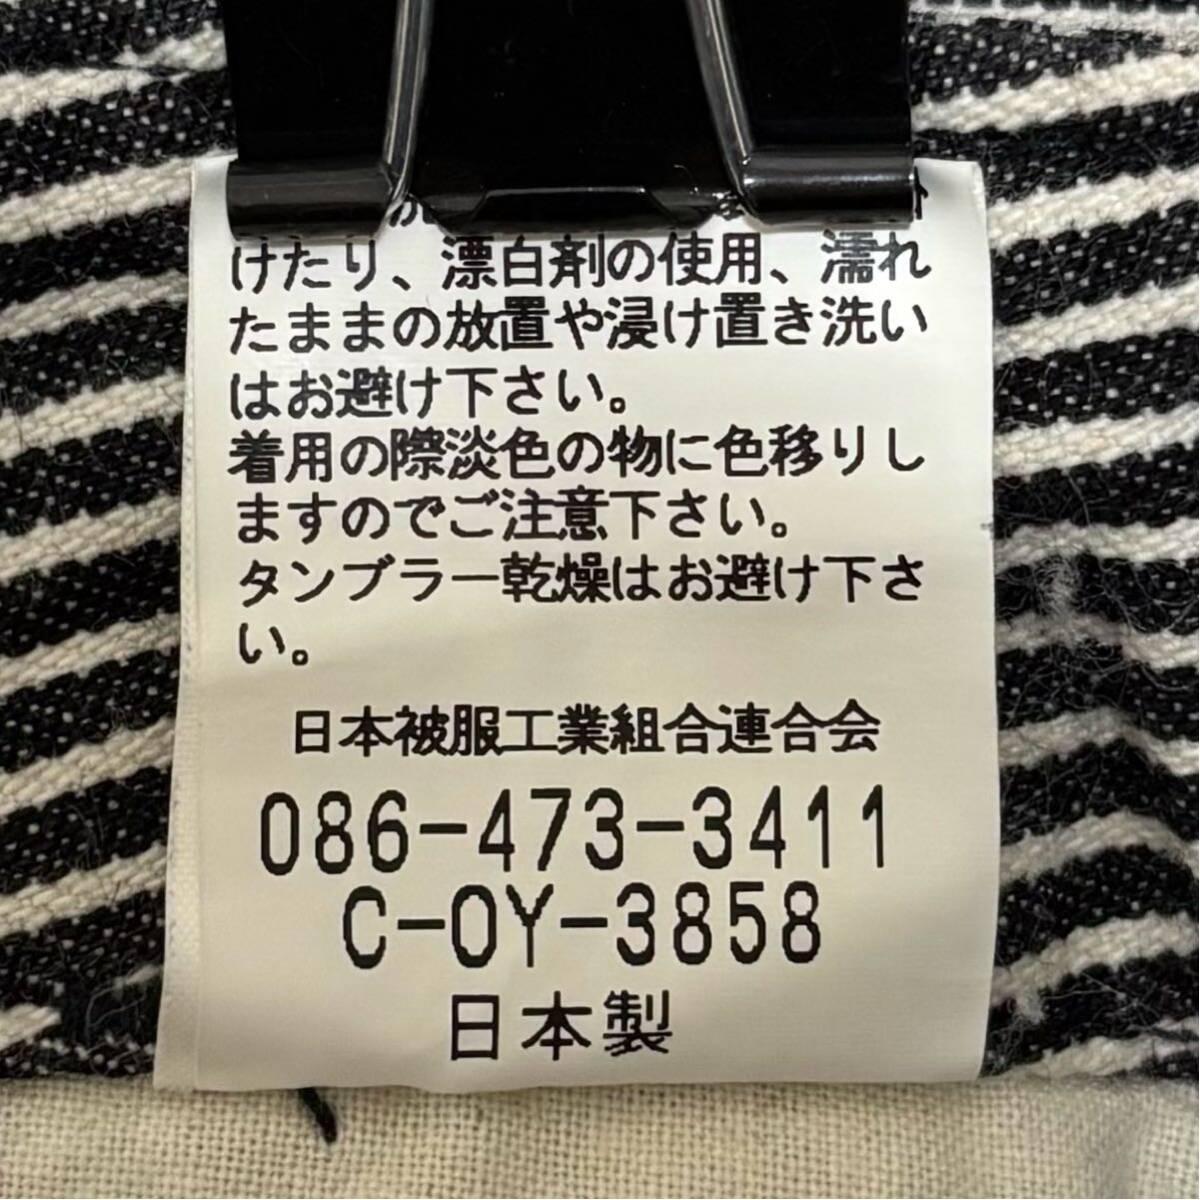 けたり、漂白剤の使用、濡れ
たままの放置や浸け置き洗い
はお避け下さい。
着用の際淡色の物に色移りし
ますのでご注意下さい。
タンブラー乾燥はお避け下さ
い。
日本被服工業組合連合会
086-473-3411
C-OY-3858
日本製